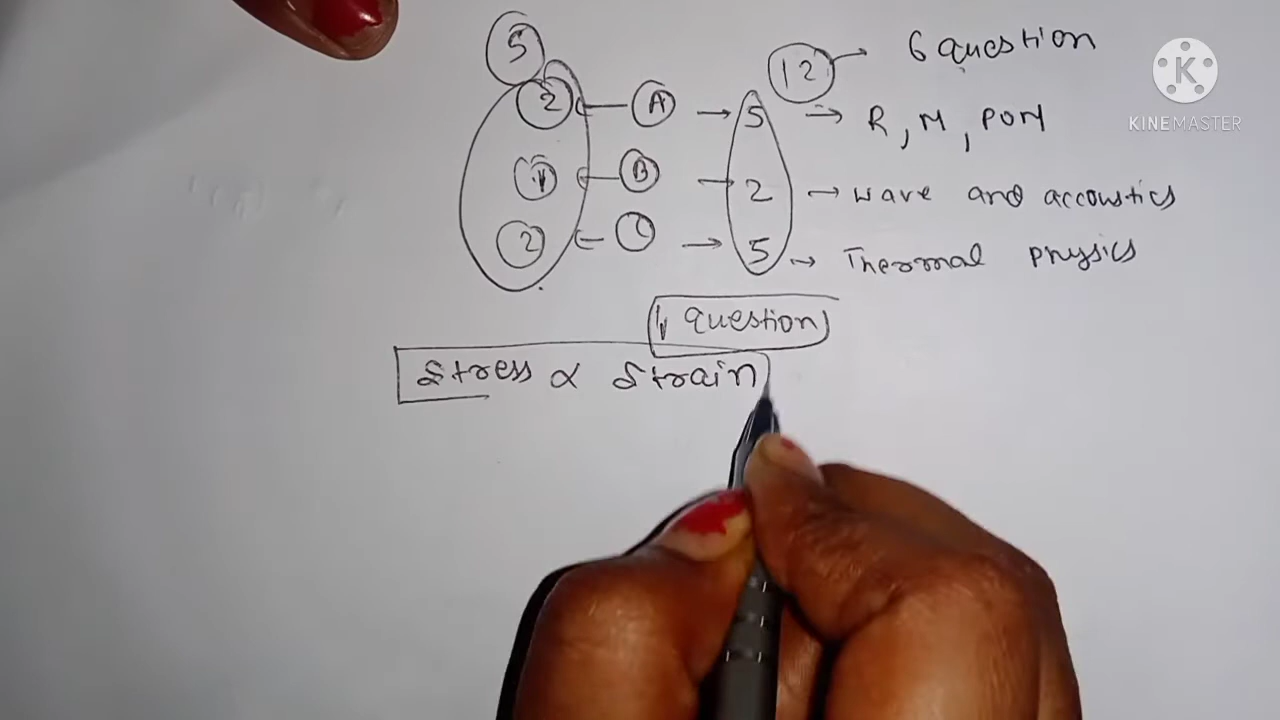 5
12 → 6 question
2 ← A → 5 → R, M, POM
1 ← B → 2 → wave and accoustics
2 ← C → 5 → Thermal physics
question
Stress ∝ Strain
K
KINEMASTER